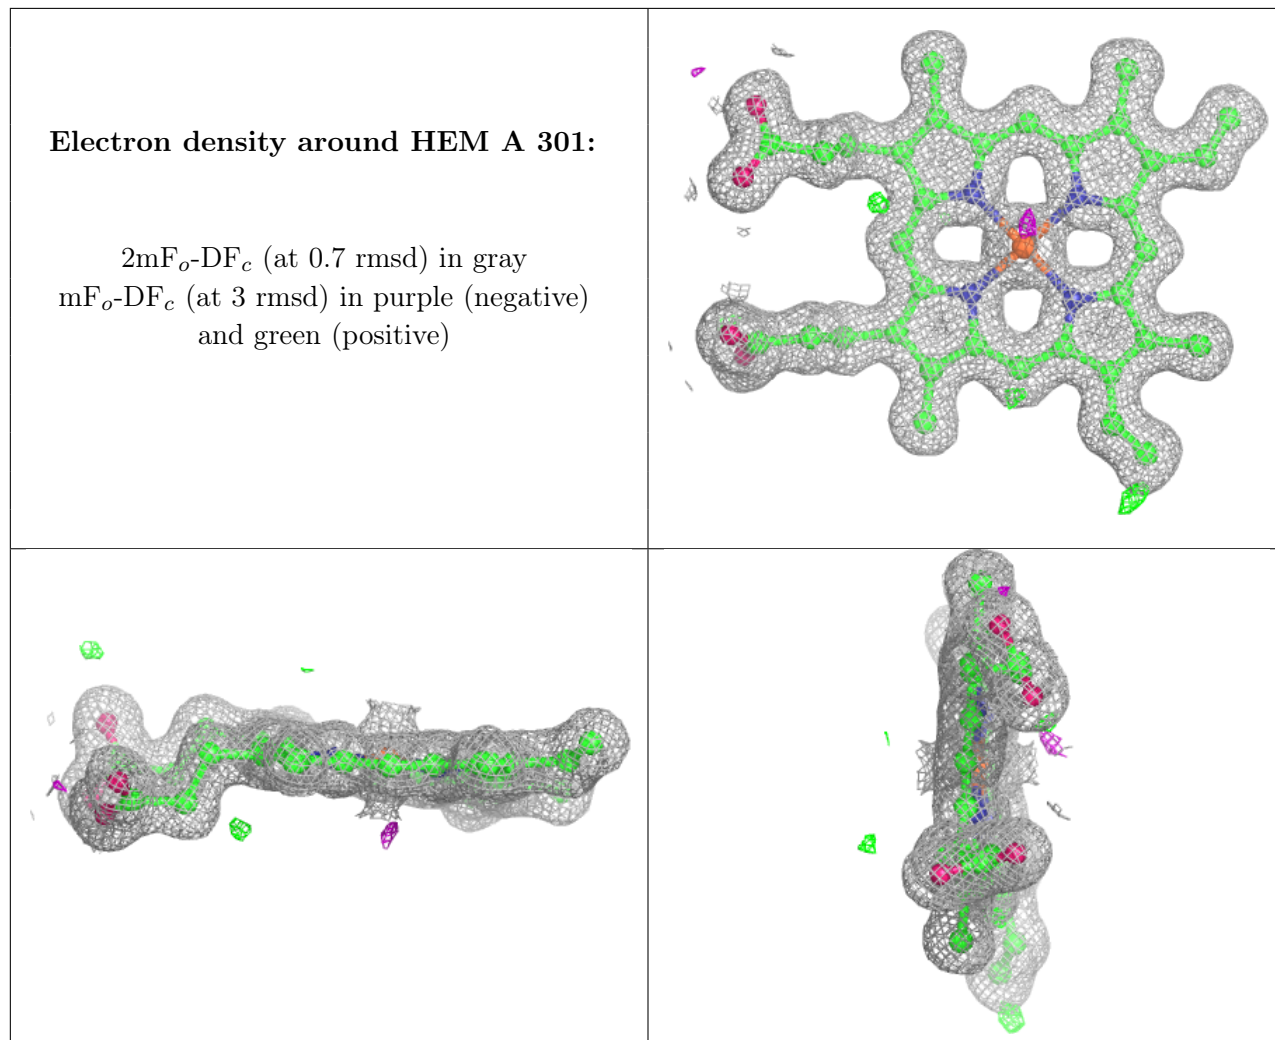 Electron density around HEM A 301:
2mFₒ-DF𝒸 (at 0.7 rmsd) in gray
mFₒ-DF𝒸 (at 3 rmsd) in purple (negative)
and green (positive)